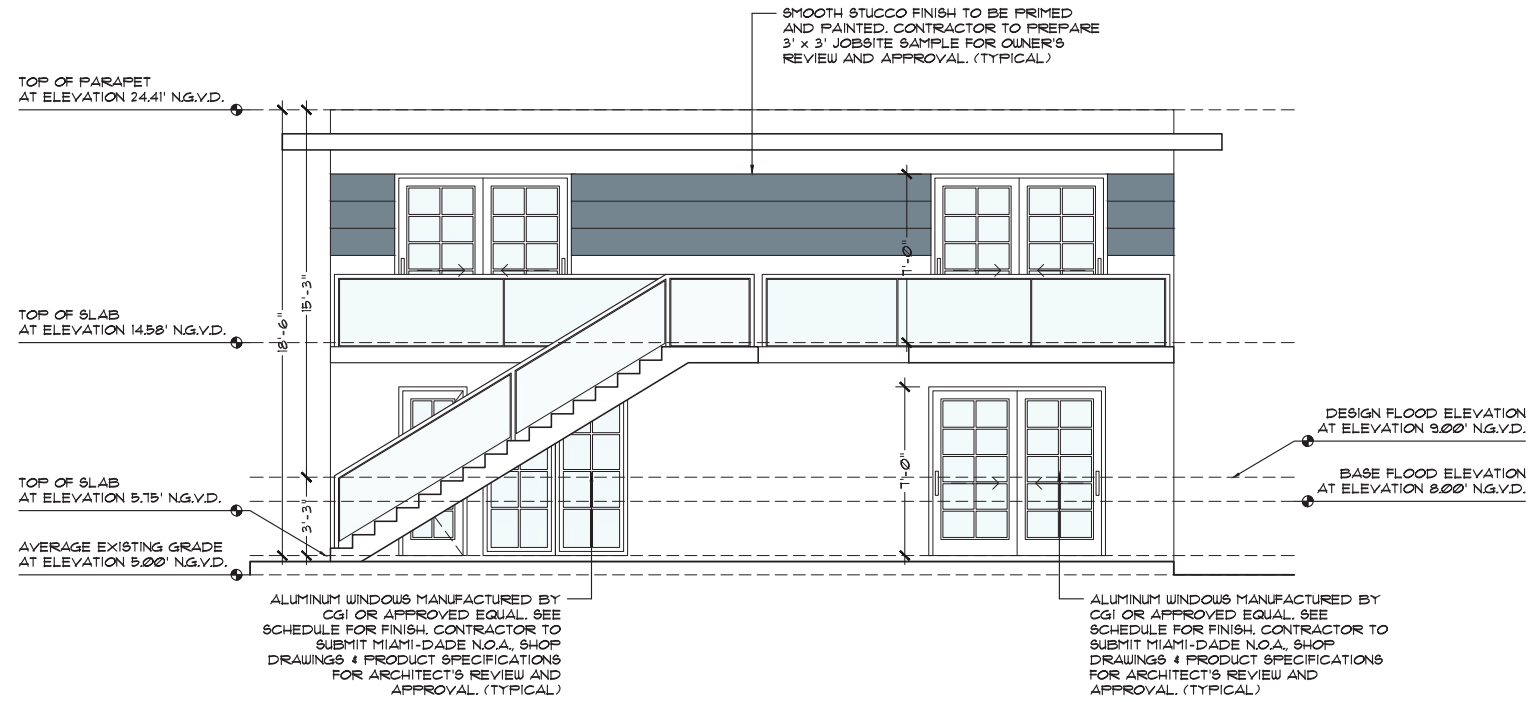 SMOOTH STUCCO FINISH TO BE PRIMED
AND PAINTED. CONTRACTOR TO PREPARE
3' x 3' JOBSITE SAMPLE FOR OWNER'S
REVIEW AND APPROVAL. (TYPICAL)
TOP OF PARAPET
AT ELEVATION 24.41' N.G.V.D.
7'-0"
15'-3"
18'-6"
TOP OF SLAB
AT ELEVATION 14.58' N.G.V.D.
DESIGN FLOOD ELEVATION
AT ELEVATION 9.00' N.G.V.D.
7'-0"
BASE FLOOD ELEVATION
AT ELEVATION 8.00' N.G.V.D.
TOP OF SLAB
AT ELEVATION 5.75' N.G.V.D.
3'-3"
AVERAGE EXISTING GRADE
AT ELEVATION 5.00' N.G.V.D.
ALUMINUM WINDOWS MANUFACTURED BY
CGI OR APPROVED EQUAL. SEE
SCHEDULE FOR FINISH. CONTRACTOR TO
SUBMIT MIAMI-DADE N.O.A., SHOP
DRAWINGS & PRODUCT SPECIFICATIONS
FOR ARCHITECT'S REVIEW AND
APPROVAL. (TYPICAL)
ALUMINUM WINDOWS MANUFACTURED BY
CGI OR APPROVED EQUAL. SEE
SCHEDULE FOR FINISH. CONTRACTOR TO
SUBMIT MIAMI-DADE N.O.A., SHOP
DRAWINGS & PRODUCT SPECIFICATIONS
FOR ARCHITECT'S REVIEW AND
APPROVAL. (TYPICAL)